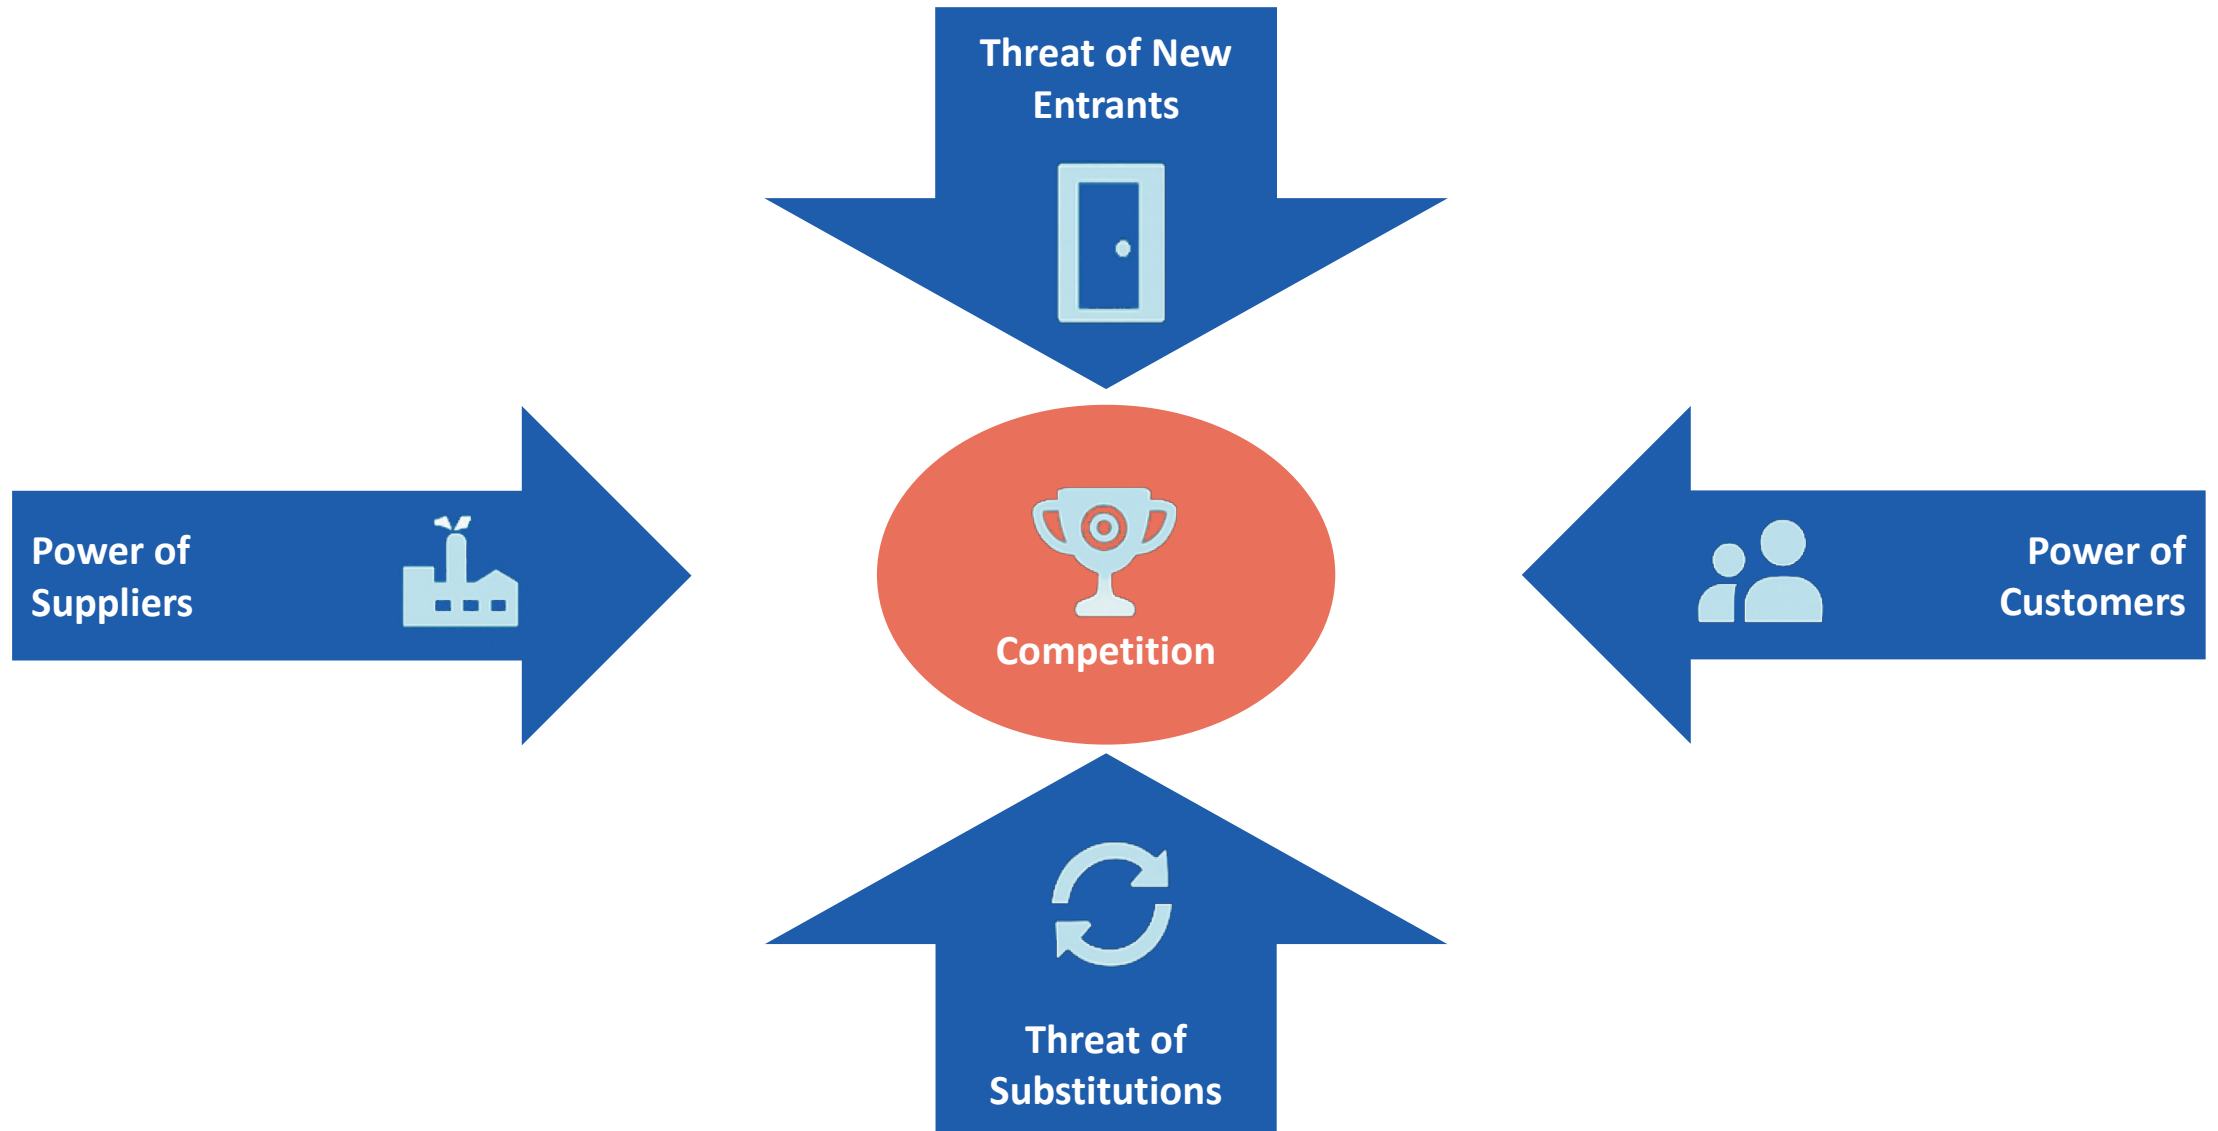 Threat of New
Entrants
Power of
Suppliers
Competition
Power of
Customers
Threat of
Substitutions